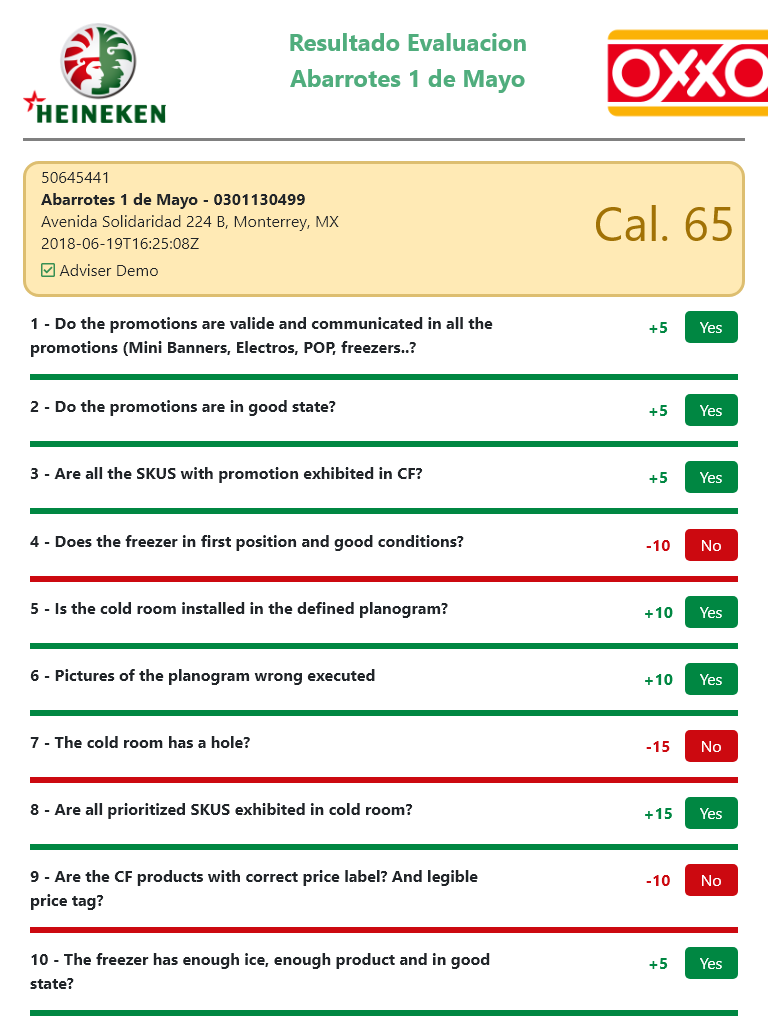 HEINEKEN
Resultado Evaluacion
Abarrotes 1 de Mayo
OXXO
50645441
Abarrotes 1 de Mayo - 0301130499
Avenida Solidaridad 224 B, Monterrey, MX
2018-06-19T16:25:08Z
Adviser Demo
Cal. 65
1 - Do the promotions are valide and communicated in all the
promotions (Mini Banners, Electros, POP, freezers..?
+5 Yes
2 - Do the promotions are in good state?
+5 Yes
3 - Are all the SKUS with promotion exhibited in CF?
+5 Yes
4 - Does the freezer in first position and good conditions?
-10 No
5 - Is the cold room installed in the defined planogram?
+10 Yes
6 - Pictures of the planogram wrong executed
+10 Yes
7 - The cold room has a hole?
-15 No
8 - Are all prioritized SKUS exhibited in cold room?
+15 Yes
9 - Are the CF products with correct price label? And legible
price tag?
-10 No
10 - The freezer has enough ice, enough product and in good
state?
+5 Yes